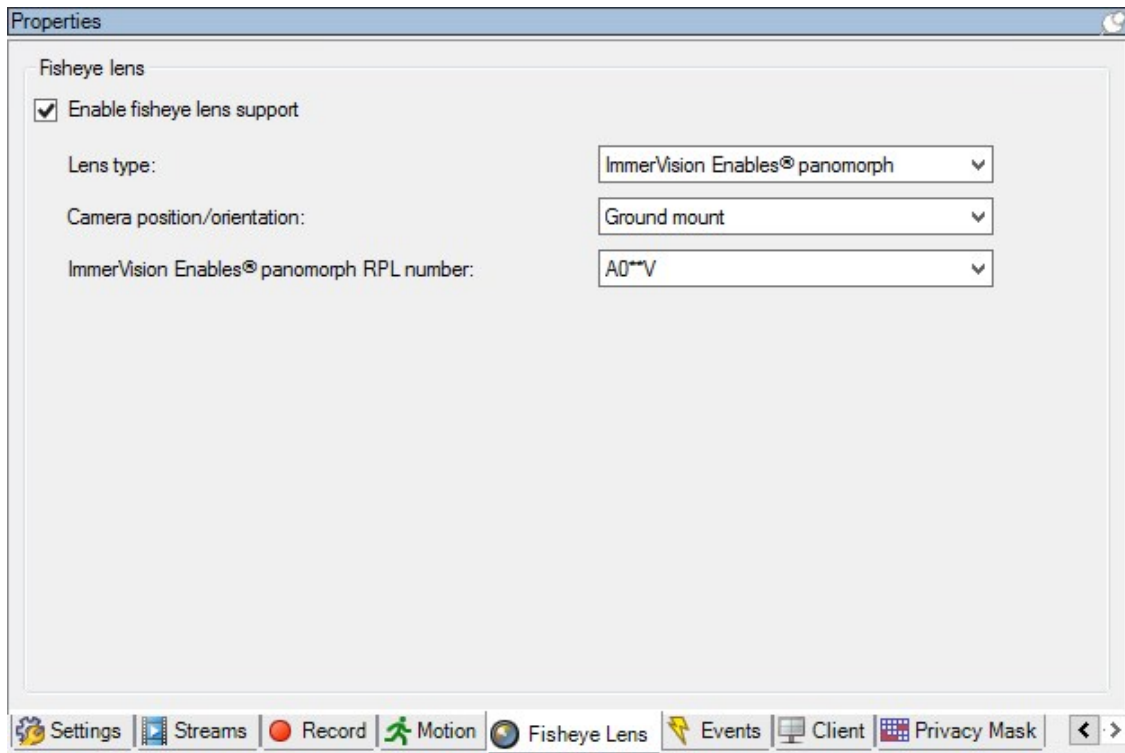 Properties
Fisheye lens
Enable fisheye lens support
Lens type: ImmerVision Enables® panomorph
Camera position/orientation: Ground mount
ImmerVision Enables® panomorph RPL number: A0**V
Settings Streams Record Motion Fisheye Lens Events Client Privacy Mask